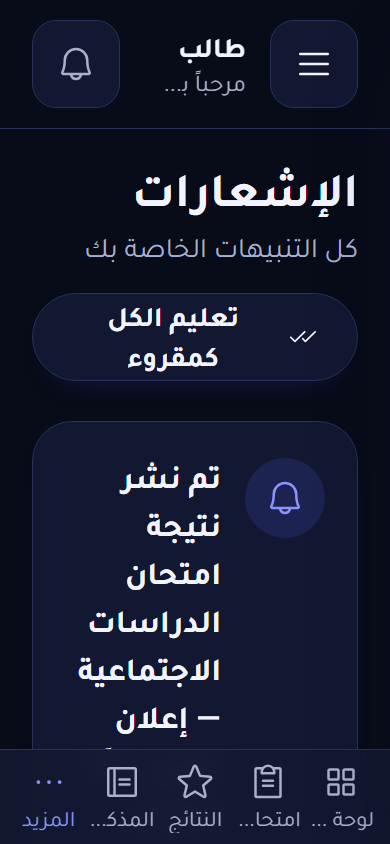 طالب
مرحباً بـ...
الإشعارات
كل التنبيهات الخاصة بك
تعليم الكل
كمقروء
تم نشر
نتيجة
امتحان
الدراسات
الاجتماعية
— إعلان
لوحة ...
امتحا...
النتائج
المذك...
المزيد